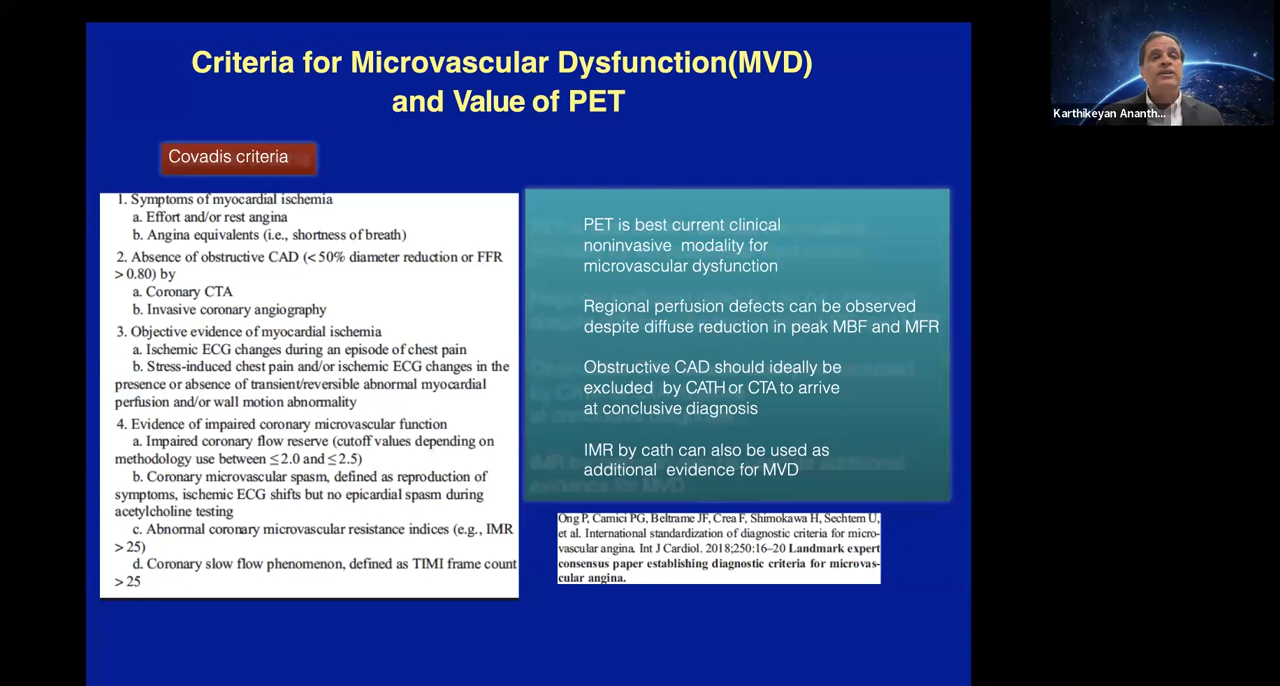 Criteria for Microvascular Dysfunction(MVD)
and Value of PET
Covadis criteria
1. Symptoms of myocardial ischemia
a. Effort and/or rest angina
b. Angina equivalents (i.e., shortness of breath)
2. Absence of obstructive CAD (<50% diameter reduction or FFR
>0.80) by
a. Coronary CTA
b. Invasive coronary angiography
3. Objective evidence of myocardial ischemia
a. Ischemic ECG changes during an episode of chest pain
b. Stress-induced chest pain and/or ischemic ECG changes in the
presence or absence of transient/reversible abnormal myocardial
perfusion and/or wall motion abnormality
4. Evidence of impaired coronary microvascular function
a. Impaired coronary flow reserve (cutoff values depending on
methodology use between ≤2.0 and ≤2.5)
b. Coronary microvascular spasm, defined as reproduction of
symptoms, ischemic ECG shifts but no epicardial spasm during
acetylcholine testing
c. Abnormal coronary microvascular resistance indices (e.g., IMR
>25)
d. Coronary slow flow phenomenon, defined as TIMI frame count
>25
PET is best current clinical
noninvasive modality for
microvascular dysfunction
Regional perfusion defects can be observed
despite diffuse reduction in peak MBF and MFR
Obstructive CAD should ideally be
excluded by CATH or CTA to arrive
at conclusive diagnosis
IMR by cath can also be used as
additional evidence for MVD
Ong P, Camici PG, Beltrame JF, Crea F, Shimokawa H, Sechtem U,
et al. International standardization of diagnostic criteria for micro-
vascular angina. Int J Cardiol. 2018;250:16–20 Landmark expert
consensus paper establishing diagnostic criteria for microvas-
cular angina.
Karthikeyan Ananth...